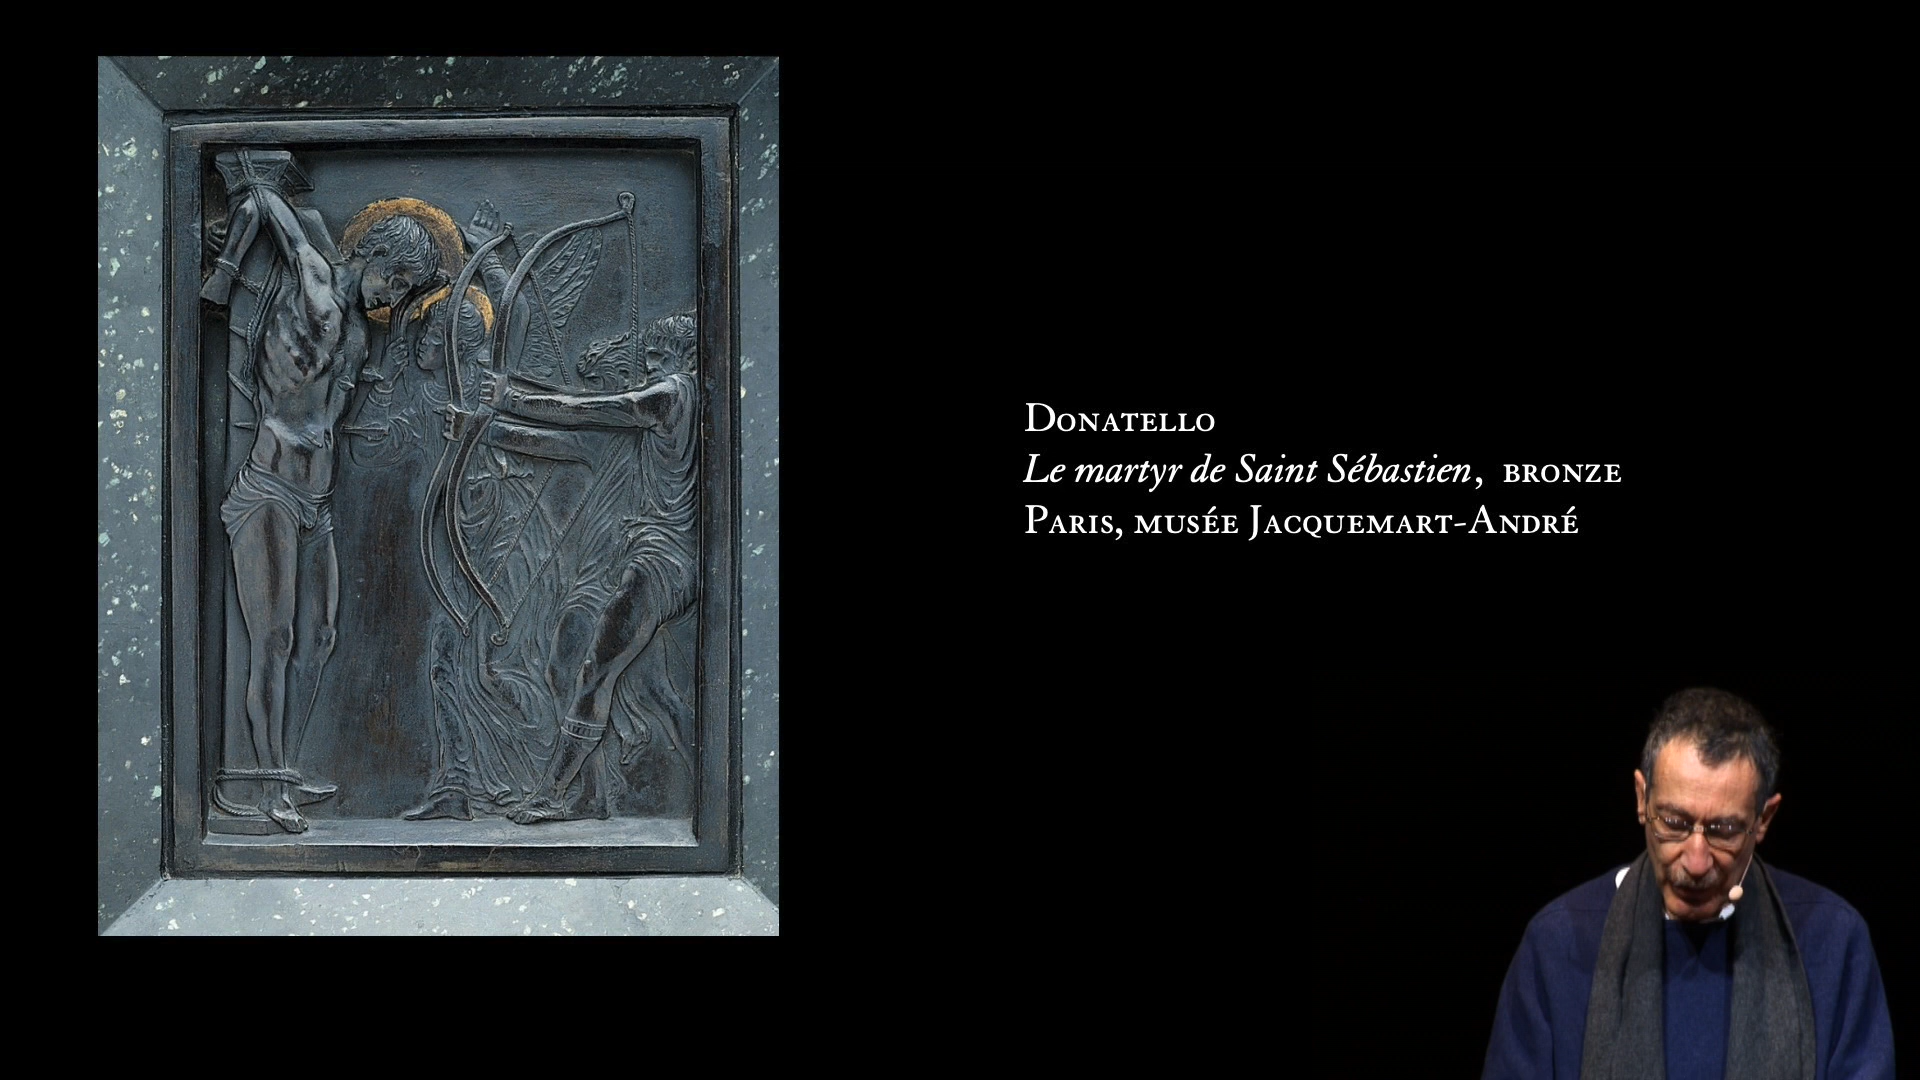 Donatello
Le martyr de Saint Sébastien, bronze
Paris, musée Jacquemart-André